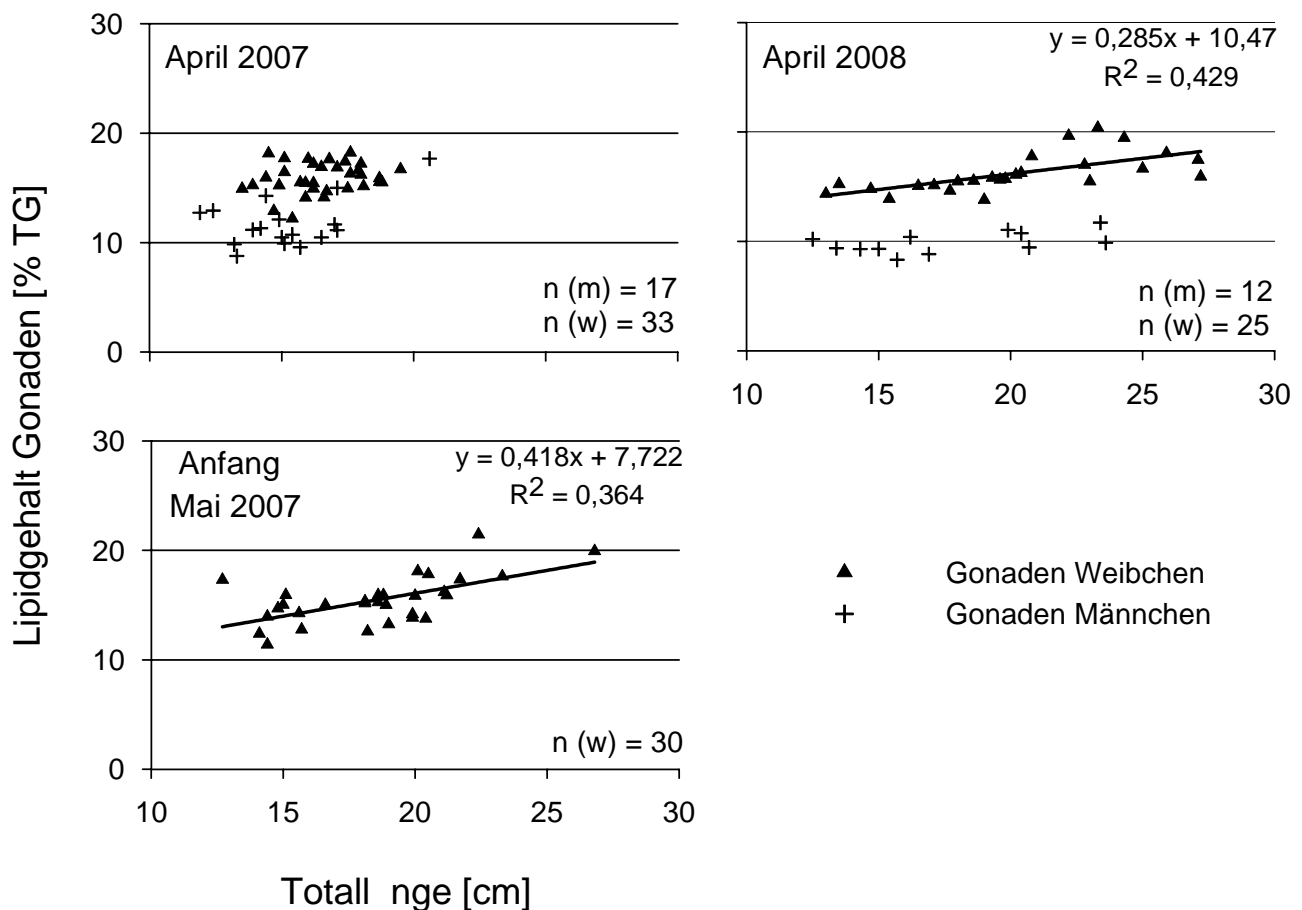 Lipidgehalt Gonaden [% TG]
30
20
10
0
April 2007
n (m) = 17
n (w) = 33
April 2008
y = 0,285x + 10,47
R2 = 0,429
n (m) = 12
n (w) = 25
10 15 20 25 30
30
20
10
0
Anfang
Mai 2007
y = 0,418x + 7,722
R2 = 0,364
n (w) = 30
10 15 20 25 30
Gonaden Weibchen
Gonaden Männchen
Totall nge [cm]